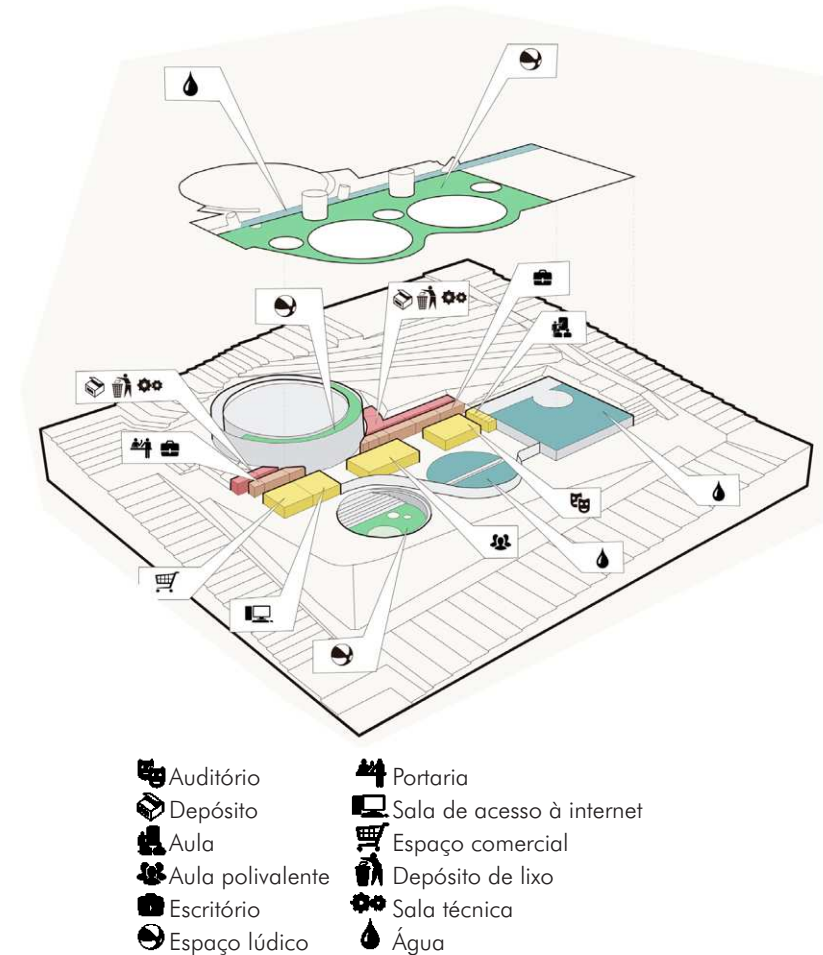 Auditório
Depósito
Aula
Aula polivalente
Escritório
Espaço lúdico
Portaria
Sala de acesso à internet
Espaço comercial
Depósito de lixo
Sala técnica
Água